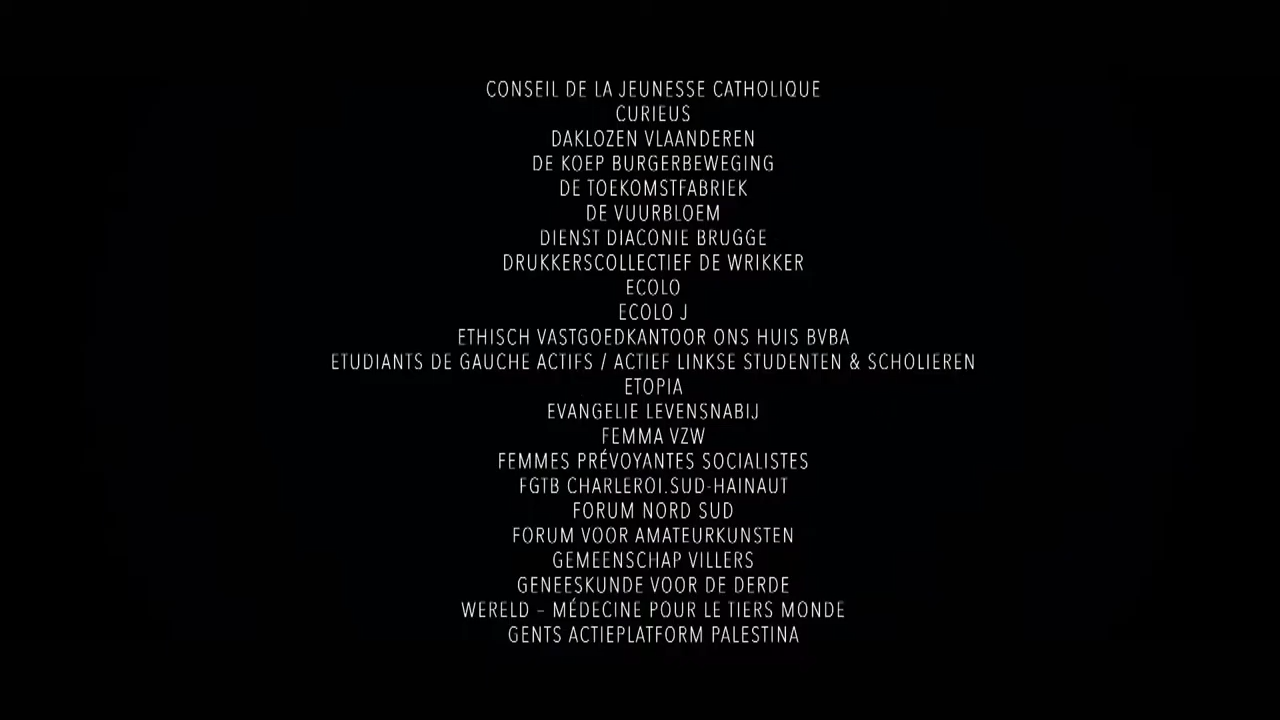 CONSEIL DE LA JEUNESSE CATHOLIQUE
CURIEUS
DAKLOZEN VLAANDEREN
DE KOEP BURGERBEWEGING
DE TOEKOMSTFABRIEK
DE VUURBLOEM
DIENST DIACONIE BRUGGE
DRUKKERSCOLLECTIEF DE WRIKKER
ECOLO
ECOLO J
ETHISCH VASTGOEDKANTOOR ONS HUIS BVBA
ETUDIANTS DE GAUCHE ACTIFS / ACTIEF LINKSE STUDENTEN & SCHOLIEREN
ETOPIA
EVANGELIE LEVENSNABIJ
FEMMA VZW
FEMMES PRÉVOYANTES SOCIALISTES
FGTB CHARLEROI.SUD-HAINAUT
FORUM NORD SUD
FORUM VOOR AMATEURKUNSTEN
GEMEENSCHAP VILLERS
GENEESKUNDE VOOR DE DERDE
WERELD – MÉDECINE POUR LE TIERS MONDE
GENTS ACTIEPLATFORM PALESTINA